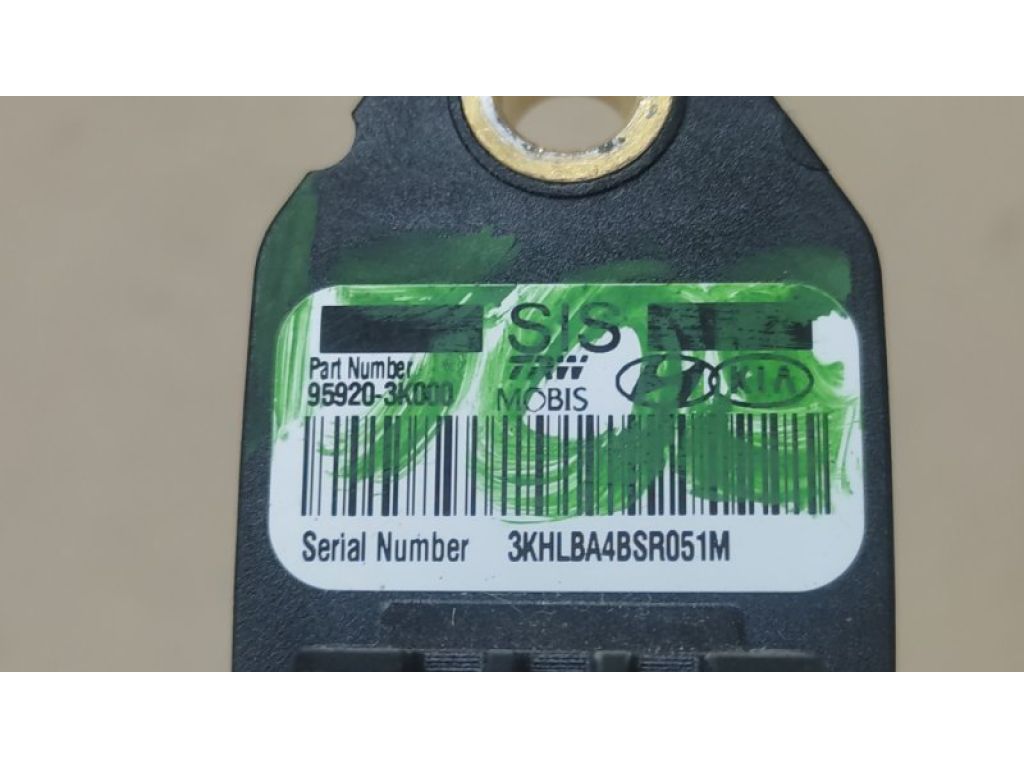 SIS
Part Number
95920-3K000
TRW
MOBIS
KIA
Serial Number 3KHLBA4BSR051M